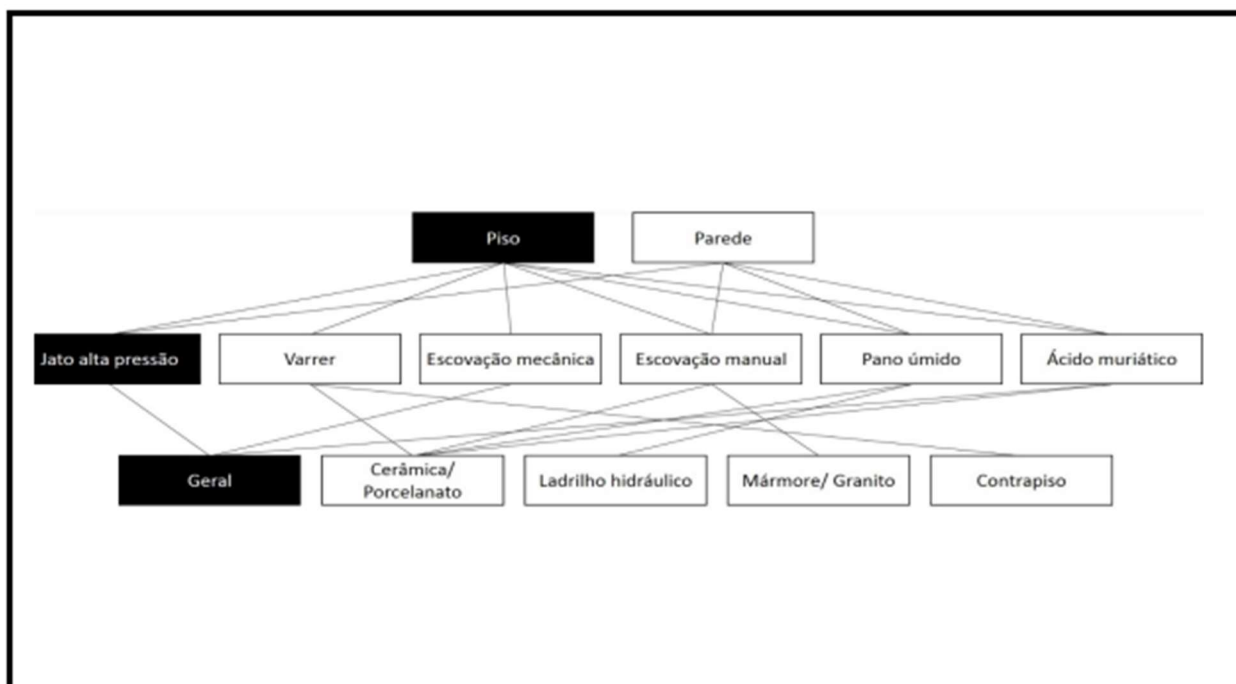 Piso
Parede
Jato alta pressão
Varrer
Escovação mecânica
Escovação manual
Pano úmido
Ácido muriático
Geral
Cerâmica/
Porcelanato
Ladrilho hidráulico
Mármore/ Granito
Contrapiso